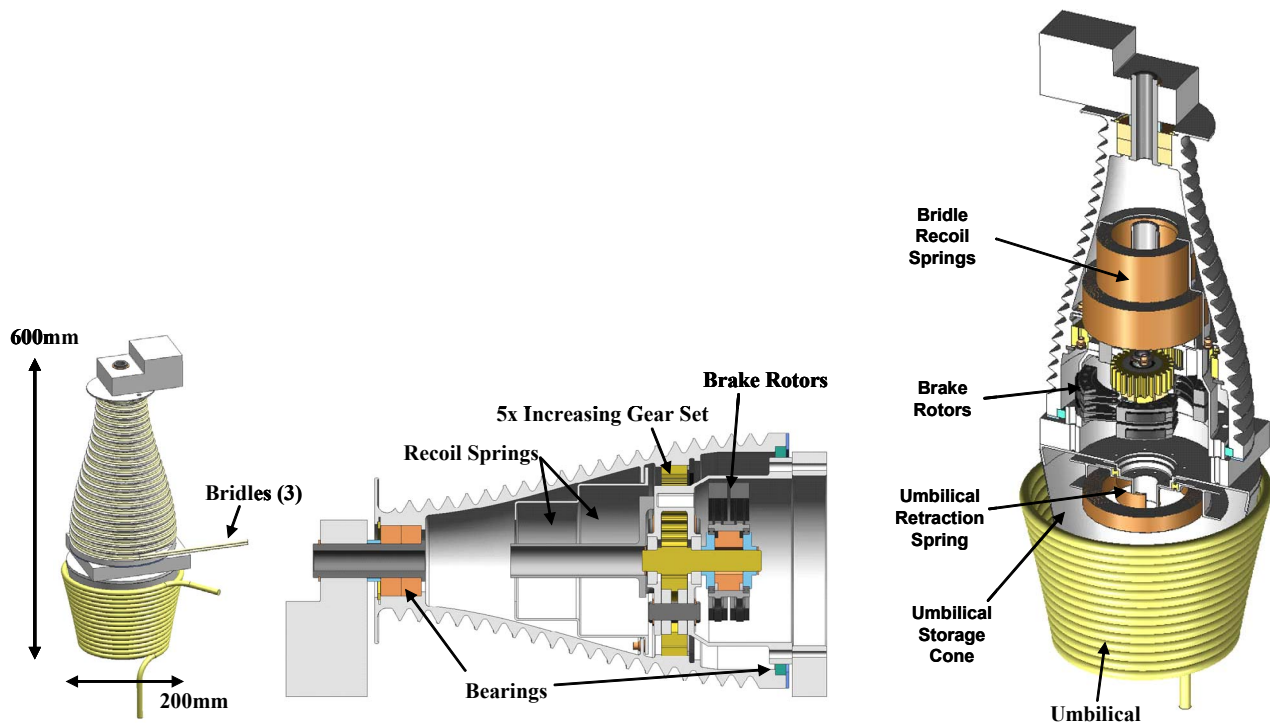 600mm
Bridles (3)
200mm
Brake Rotors
5x Increasing Gear Set
Recoil Springs
Bearings
Bridle
Recoil
Springs
Brake
Rotors
Umbilical
Retraction
Spring
Umbilical
Storage
Cone
Umbilical